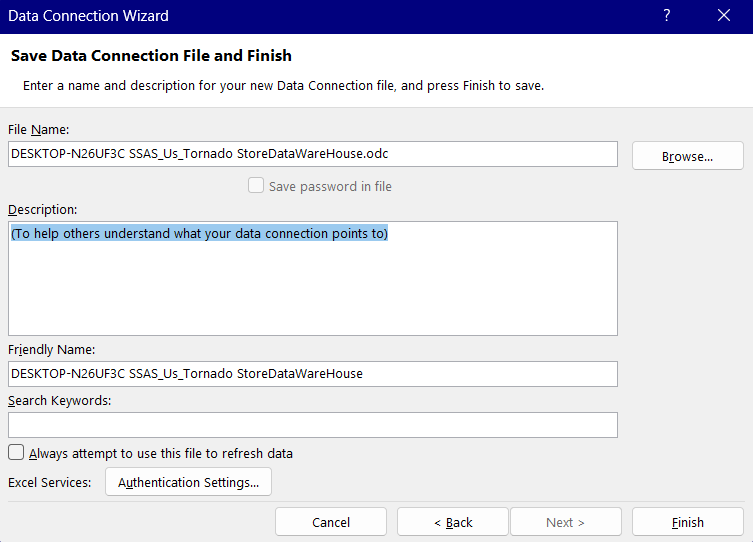 Data Connection Wizard ?
Save Data Connection File and Finish
Enter a name and description for your new Data Connection file, and press Finish to save.
File Name:
DESKTOP-N26UF3C SSAS_Us_Tornado StoreDataWareHouse.odc Browse...
Save password in file
Description:
(To help others understand what your data connection points to)
Friendly Name:
DESKTOP-N26UF3C SSAS_Us_Tornado StoreDataWareHouse
Search Keywords:
Always attempt to use this file to refresh data
Excel Services: Authentication Settings...
Cancel < Back Next > Finish